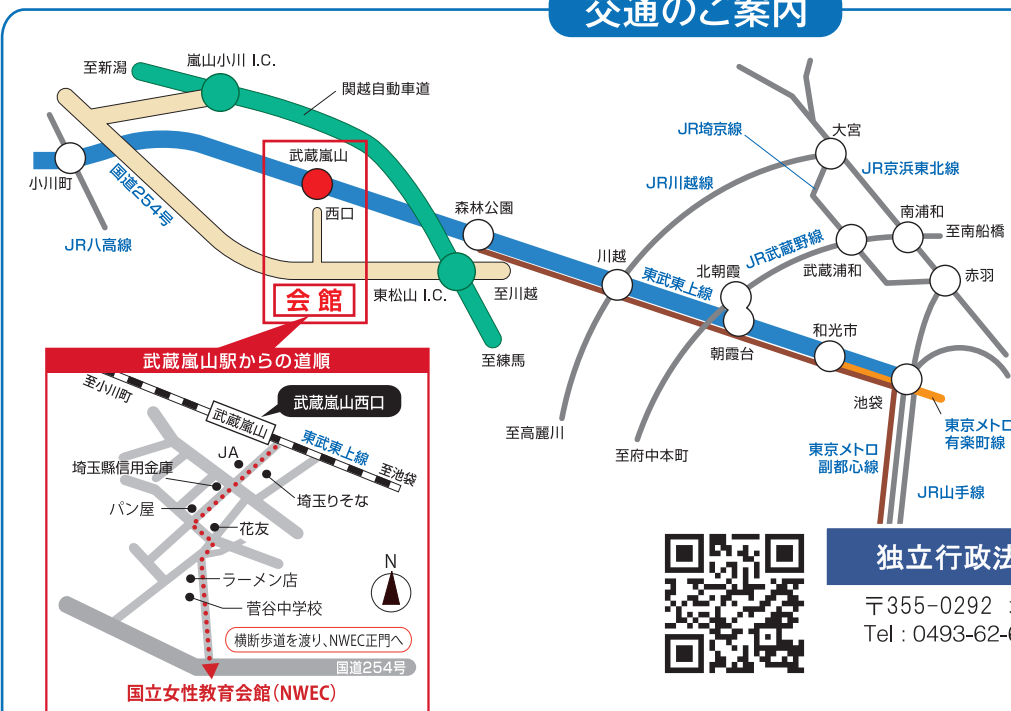 交通のご案内
至新潟
嵐山小川 I.C.
関越自動車道
武蔵嵐山
小川町
国道254号
西口
JR八高線
森林公園
会館
東松山 I.C.
至川越
至練馬
川越
東武東上線
JR川越線
JR埼京線
大宮
JR京浜東北線
南浦和
至南船橋
JR武蔵野線
武蔵浦和
赤羽
北朝霞
朝霞台
和光市
池袋
至高麗川
至府中本町
東京メトロ
副都心線
東京メトロ
有楽町線
JR山手線
武蔵嵐山駅からの道順
至小川町
武蔵嵐山
武蔵嵐山西口
東武東上線
至池袋
JA
埼玉縣信用金庫
埼玉りそな
パン屋
花友
N
ラーメン店
菅谷中学校
横断歩道を渡り、NWEC正門へ
国道254号
国立女性教育会館(NWEC)
独立行政法
〒355-0292
Tel : 0493-62-